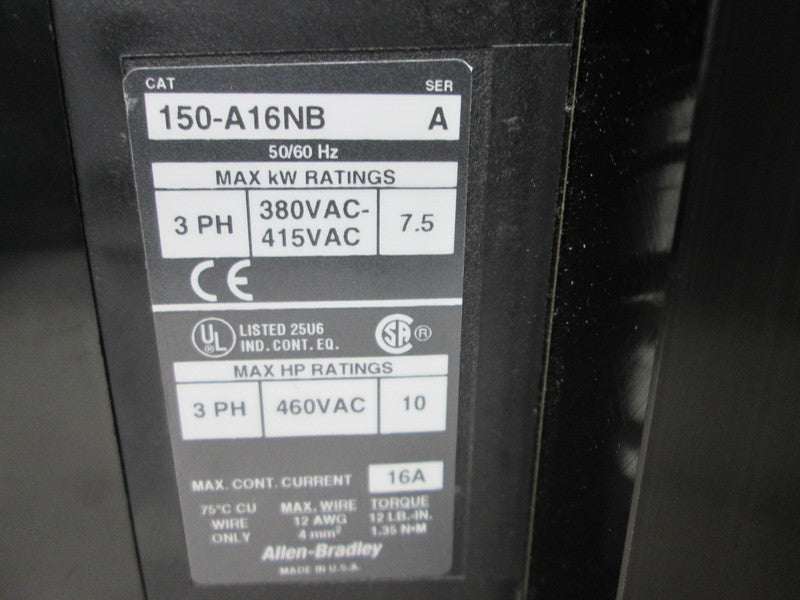 CAT SER
150-A16NB A
50/60 Hz
MAX kW RATINGS
3 PH 380VAC-415VAC 7.5
CE
UL® LISTED 25U6
IND. CONT. EQ.
SA®
MAX HP RATINGS
3 PH 460VAC 10
MAX. CONT. CURRENT 16A
75°C CU WIRE ONLY
MAX. WIRE 12 AWG 4 mm²
TORQUE 12 LB.-IN. 1.35 N•M
Allen-Bradley
MADE IN U.S.A.